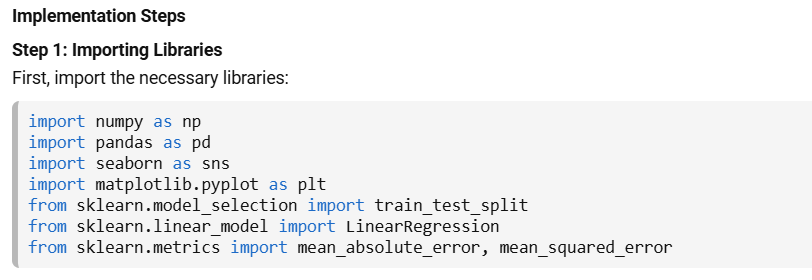 Implementation Steps
Step 1: Importing Libraries
First, import the necessary libraries:
import numpy as np
import pandas as pd
import seaborn as sns
import matplotlib.pyplot as plt
from sklearn.model_selection import train_test_split
from sklearn.linear_model import LinearRegression
from sklearn.metrics import mean_absolute_error, mean_squared_error